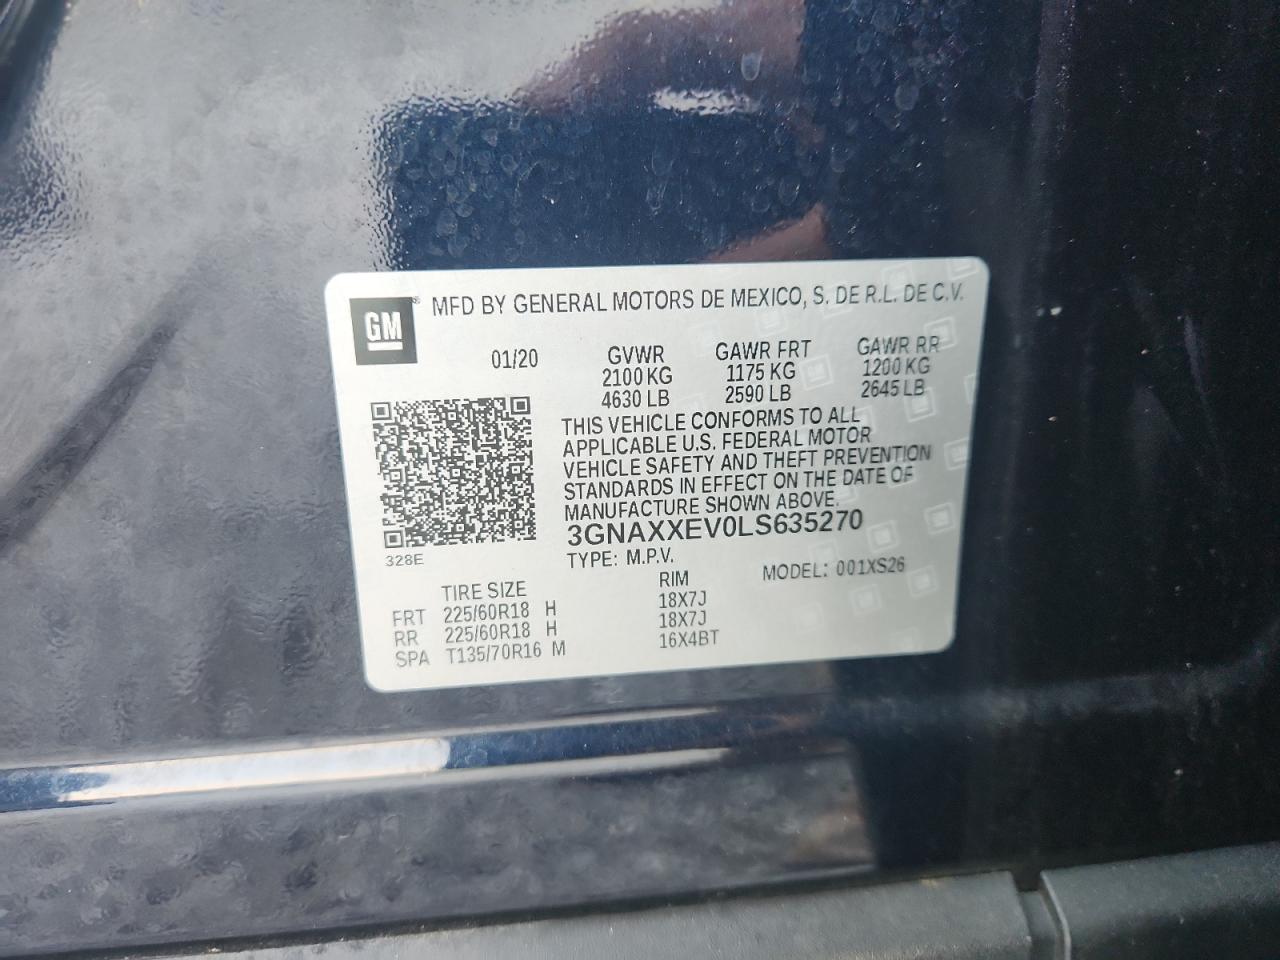 GM
® MFD BY GENERAL MOTORS DE MEXICO, S. DE R.L. DE C.V.
01/20 GVWR GAWR FRT GAWR RR
2100 KG 1175 KG 1200 KG
4630 LB 2590 LB 2645 LB
THIS VEHICLE CONFORMS TO ALL
APPLICABLE U.S. FEDERAL MOTOR
VEHICLE SAFETY AND THEFT PREVENTION
STANDARDS IN EFFECT ON THE DATE OF
MANUFACTURE SHOWN ABOVE.
3GNAXXEV0LS635270
328E
TYPE: M.P.V. MODEL: 001XS26
TIRE SIZE RIM
FRT 225/60R18 H 18X7J
RR 225/60R18 H 18X7J
SPA T135/70R16 M 16X4BT